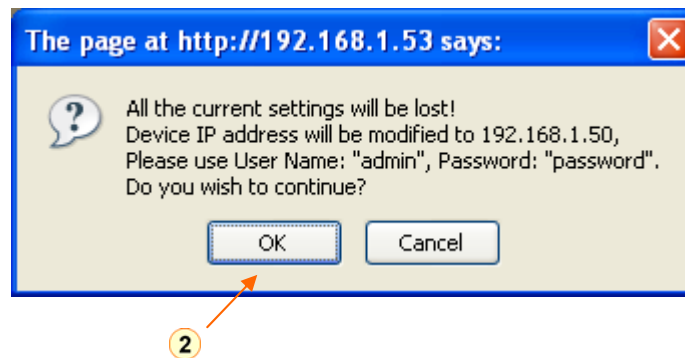 The page at http://192.168.1.53 says:
All the current settings will be lost!
Device IP address will be modified to 192.168.1.50,
Please use User Name: "admin", Password: "password".
Do you wish to continue?
OK Cancel
2